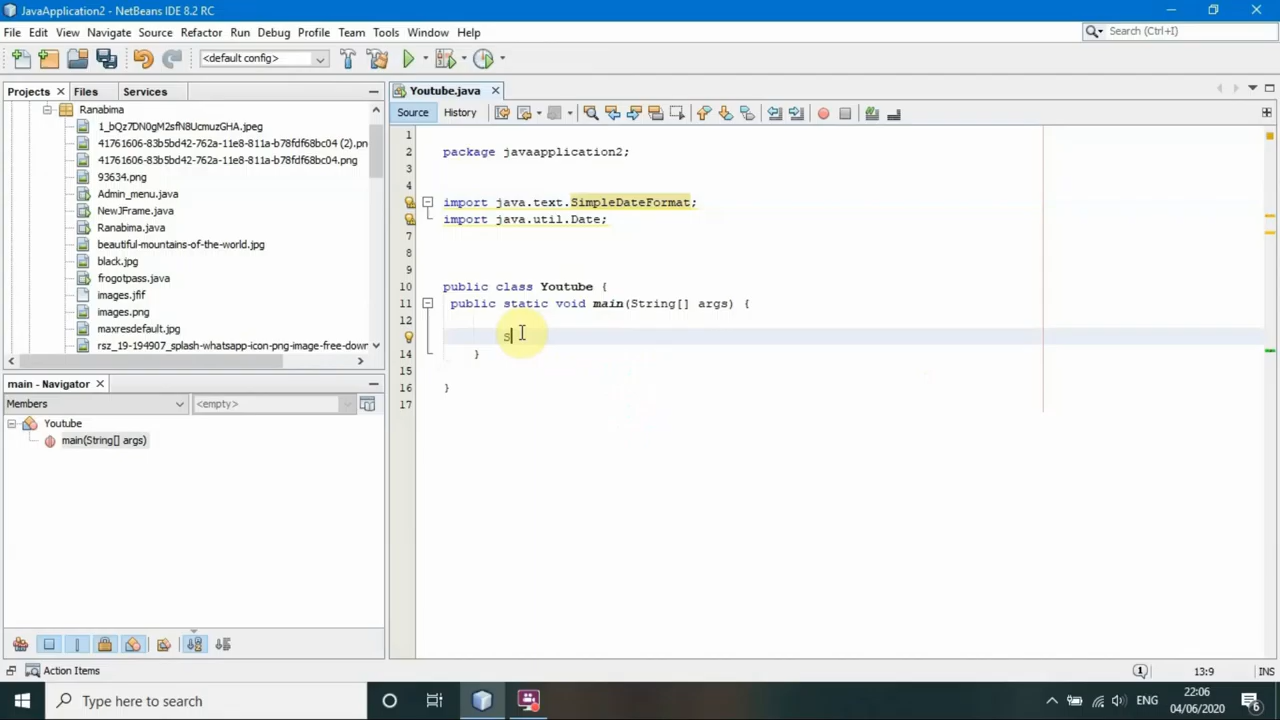 JavaApplication2 - NetBeans IDE 8.2 RC
File Edit View Navigate Source Refactor Run Debug Profile Team Tools Window Help
Search (Ctrl+I)
<default config>
Projects Files Services
Youtube.java
Source History
Ranabima
1_bQz7DN0gM2sfN8UcmuzGHA.jpeg
41761606-83b5bd42-762a-11e8-811a-b78fdf68bc04 (2).pn
41761606-83b5bd42-762a-11e8-811a-b78fdf68bc04.png
93634.png
Admin_menu.java
NewJFrame.java
Ranabima.java
beautiful-mountains-of-the-world.jpg
black.jpg
frogotpass.java
images.jfif
images.png
maxresdefault.jpg
rsz_19-194907_splash-whatsapp-icon-png-image-free-down
main - Navigator
Members
<empty>
Youtube
main(String[] args)
1
2 package javaapplication2;
3
4
import java.text.SimpleDateFormat;
import java.util.Date;
7
8
9
10 public class Youtube {
11 public static void main(String[] args) {
12
S
14 }
15
16 }
17
Action Items
1
13:9
INS
Type here to search
ENG
22:06
04/06/2020
6